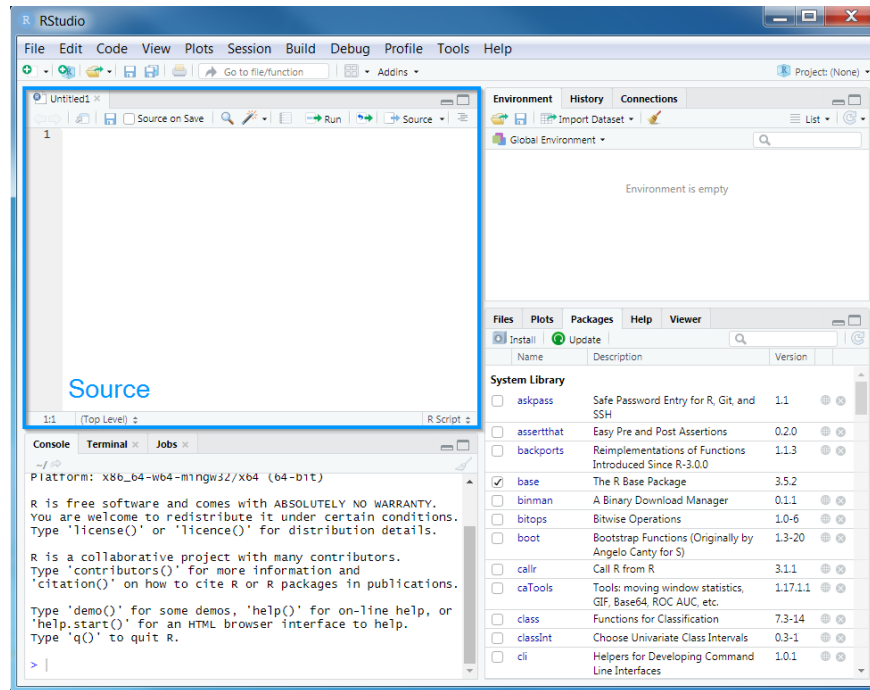 R RStudio
File Edit Code View Plots Session Build Debug Profile Tools Help
Go to file/function Addins Project: (None)
Untitled1
Source on Save Run Source
1
Source
1:1 (Top Level) R Script
Console Terminal Jobs
~/
Platform: x86_64-w64-mingw32/x64 (64-bit)
R is free software and comes with ABSOLUTELY NO WARRANTY.
You are welcome to redistribute it under certain conditions.
Type 'license()' or 'licence()' for distribution details.
R is a collaborative project with many contributors.
Type 'contributors()' for more information and
'citation()' on how to cite R or R packages in publications.
Type 'demo()' for some demos, 'help()' for on-line help, or
'help.start()' for an HTML browser interface to help.
Type 'q()' to quit R.
>
Environment History Connections
Import Dataset List
Global Environment
Environment is empty
Files Plots Packages Help Viewer
Install Update
Name Description Version
System Library
askpass Safe Password Entry for R, Git, and 1.1
SSH
assertthat Easy Pre and Post Assertions 0.2.0
backports Reimplementations of Functions 1.1.3
Introduced Since R-3.0.0
base The R Base Package 3.5.2
binman A Binary Download Manager 0.1.1
bitops Bitwise Operations 1.0-6
boot Bootstrap Functions (Originally by 1.3-20
Angelo Canty for S)
callr Call R from R 3.1.1
caTools Tools: moving window statistics, 1.17.1.1
GIF, Base64, ROC AUC, etc.
class Functions for Classification 7.3-14
classInt Choose Univariate Class Intervals 0.3-1
cli Helpers for Developing Command 1.0.1
Line Interfaces